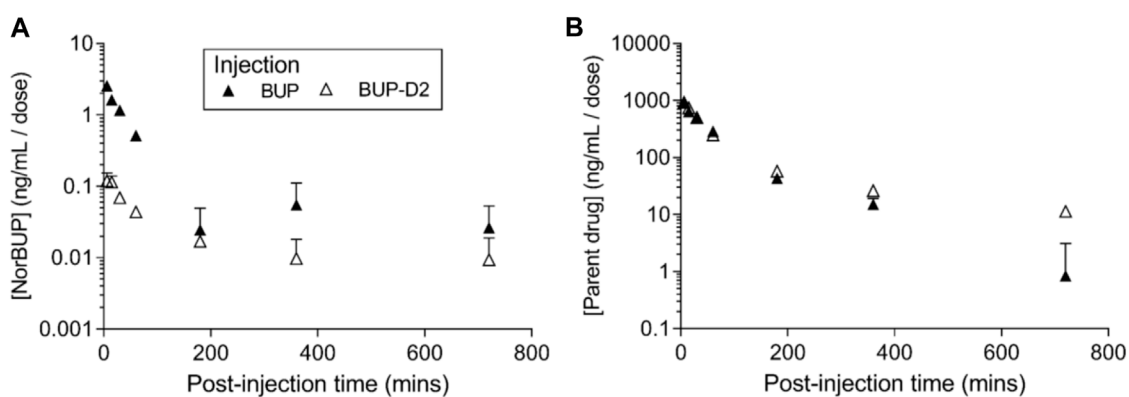 A
[NorBUP] (ng/mL / dose)
10
1
0.1
0.01
0.001
Injection
▲ BUP △ BUP-D2
0 200 400 600 800
Post-injection time (mins)
B
[Parent drug] (ng/mL / dose)
10000
1000
100
10
1
0.1
0 200 400 600 800
Post-injection time (mins)